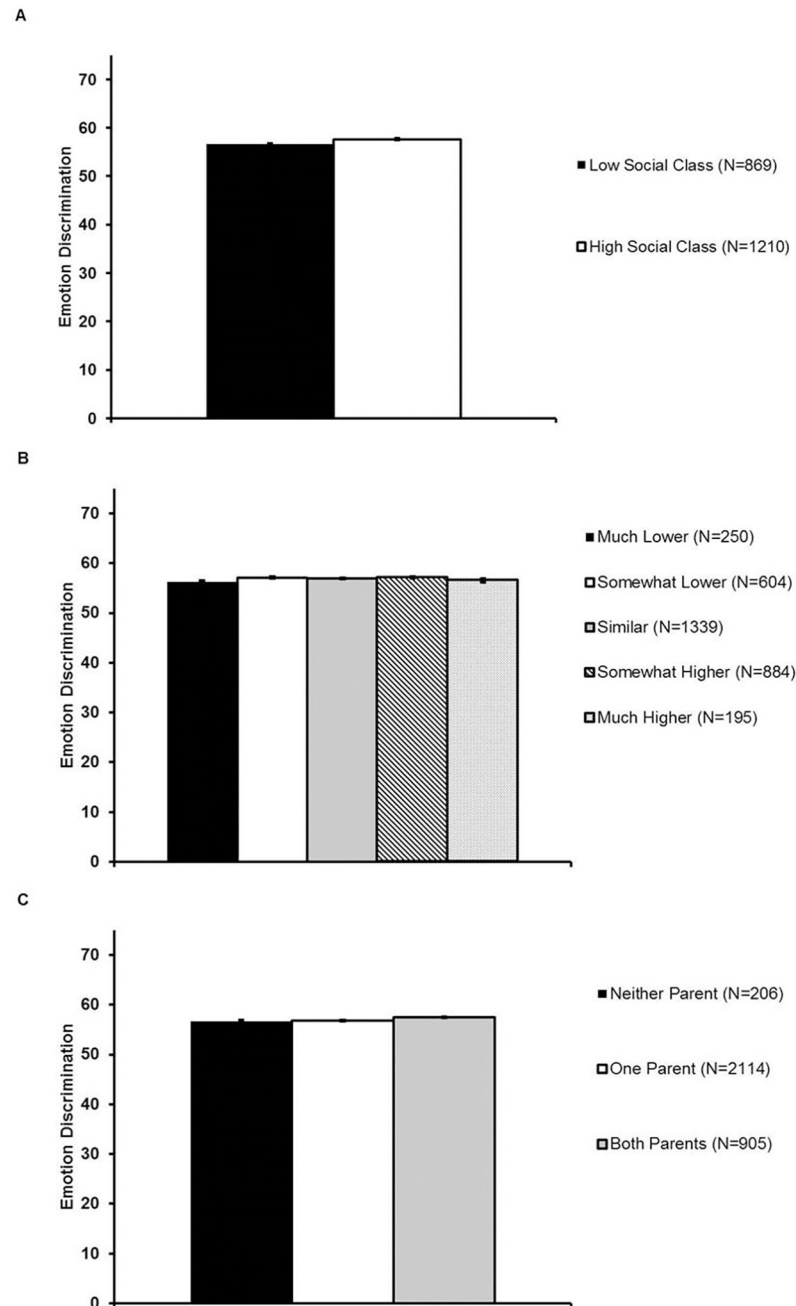 A
70
60
50
40
30
20
10
0
Emotion Discrimination
Low Social Class (N=869)
High Social Class (N=1210)
B
70
60
50
40
30
20
10
0
Emotion Discrimination
Much Lower (N=250)
Somewhat Lower (N=604)
Similar (N=1339)
Somewhat Higher (N=884)
Much Higher (N=195)
C
70
60
50
40
30
20
10
0
Emotion Discrimination
Neither Parent (N=206)
One Parent (N=2114)
Both Parents (N=905)